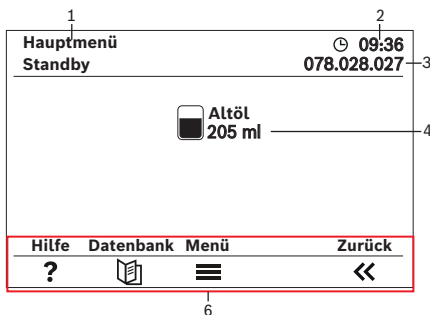 1 2
Hauptmenü 09:36
Standby 078.028.027 3
Altöl
205 ml 4
Hilfe Datenbank Menü Zurück
?
6